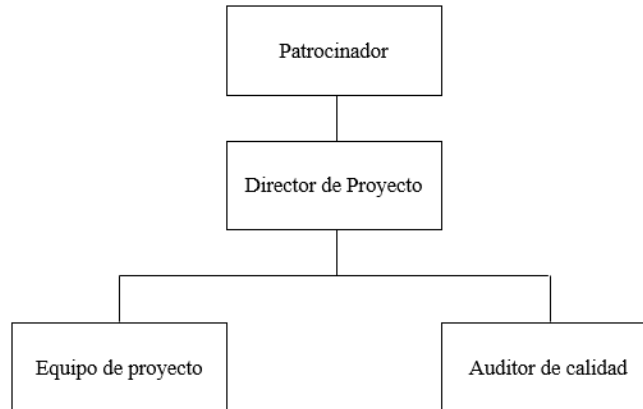 Patrocinador
Director de Proyecto
Equipo de proyecto
Auditor de calidad